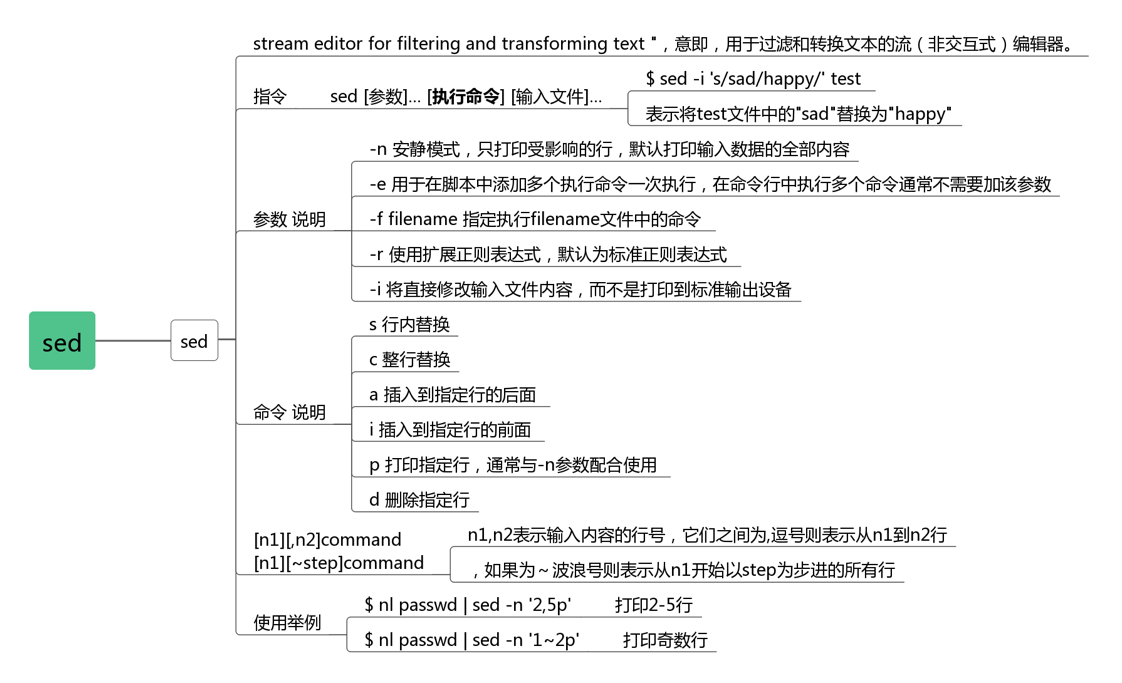 sed
sed
stream editor for filtering and transforming text "，意即，用于过滤和转换文本的流（非交互式）编辑器。
指令
sed [参数]... [执行命令] [输入文件]...
$ sed -i 's/sad/happy/' test
表示将test文件中的"sad"替换为"happy"
参数 说明
-n 安静模式，只打印受影响的行，默认打印输入数据的全部内容
-e 用于在脚本中添加多个执行命令一次执行，在命令行中执行多个命令通常不需要加该参数
-f filename 指定执行filename文件中的命令
-r 使用扩展正则表达式，默认为标准正则表达式
-i 将直接修改输入文件内容，而不是打印到标准输出设备
命令 说明
s 行内替换
c 整行替换
a 插入到指定行的后面
i 插入到指定行的前面
p 打印指定行，通常与-n参数配合使用
d 删除指定行
[n1][,n2]command
[n1][~step]command
n1,n2表示输入内容的行号，它们之间为,逗号则表示从n1到n2行
，如果为～波浪号则表示从n1开始以step为步进的所有行
使用举例
$ nl passwd | sed -n '2,5p' 打印2-5行
$ nl passwd | sed -n '1~2p' 打印奇数行